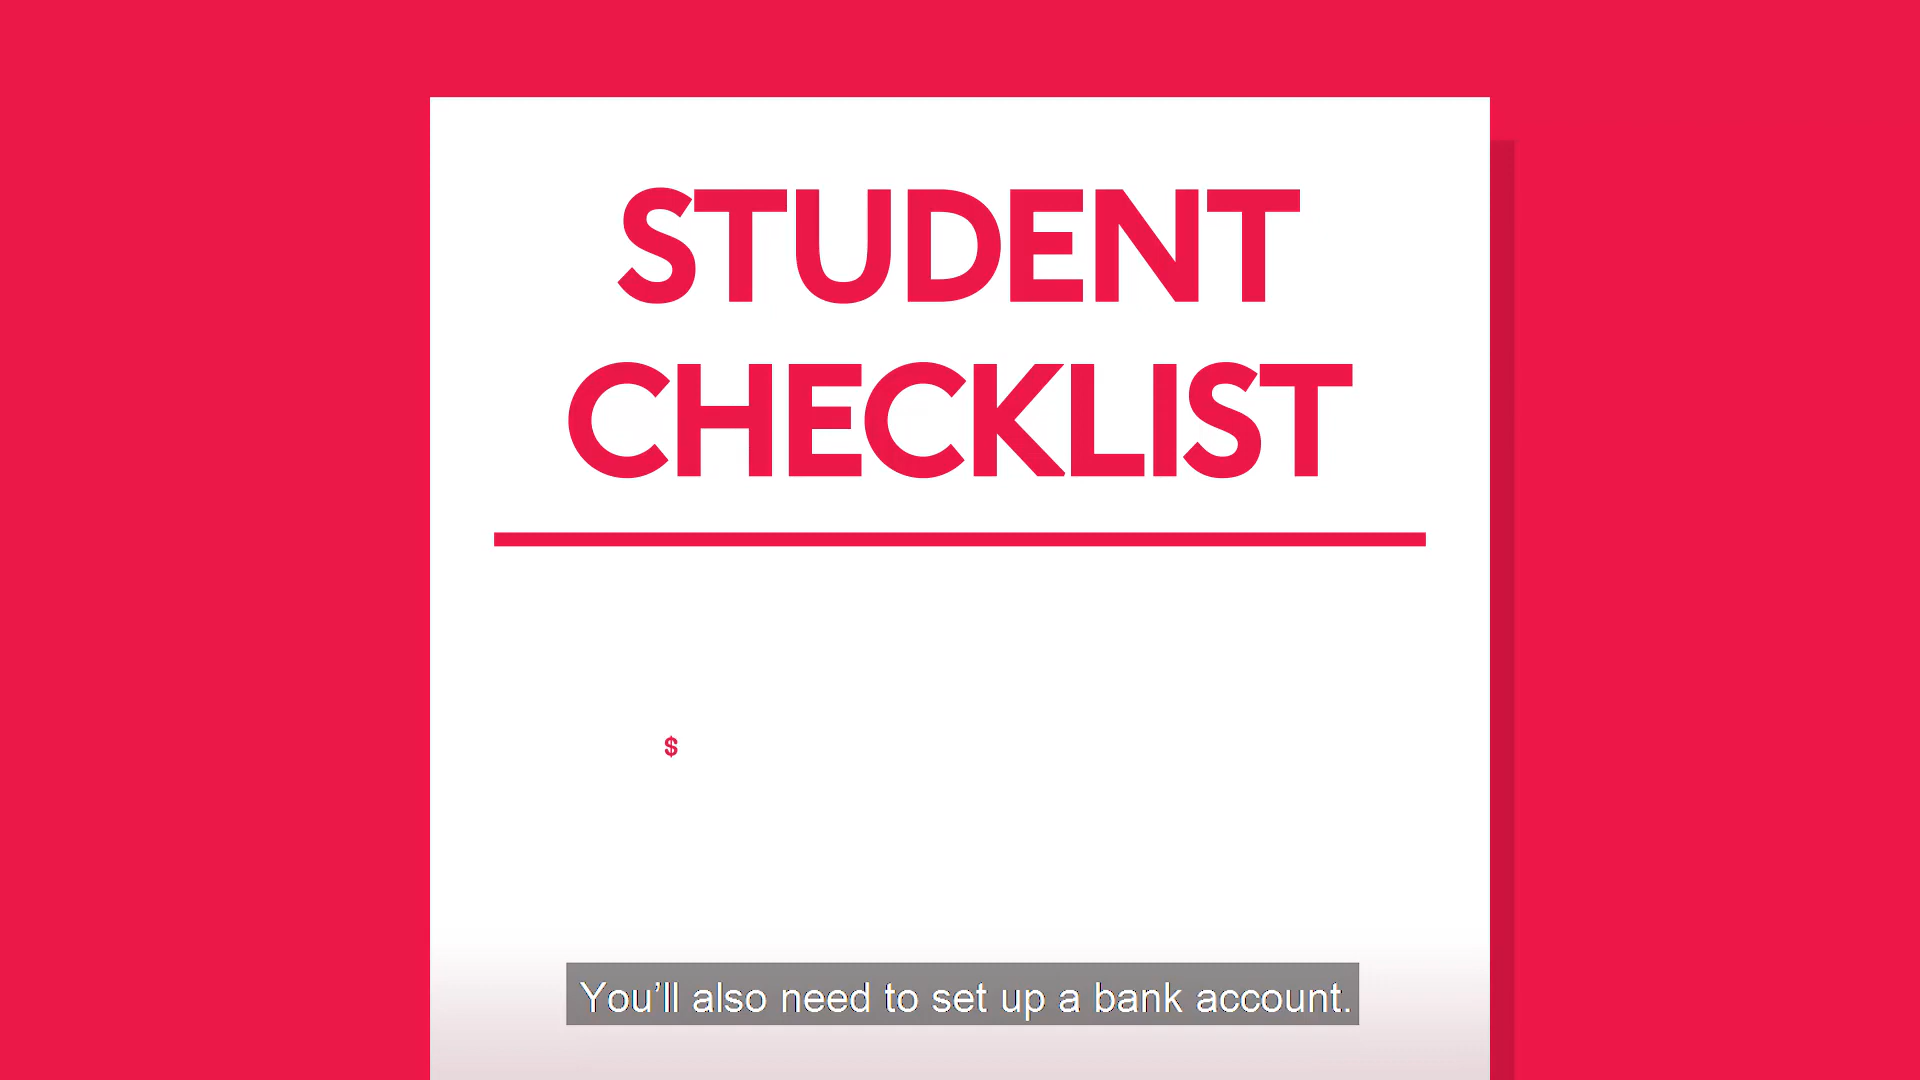 STUDENT
CHECKLIST
$
You’ll also need to set up a bank account.